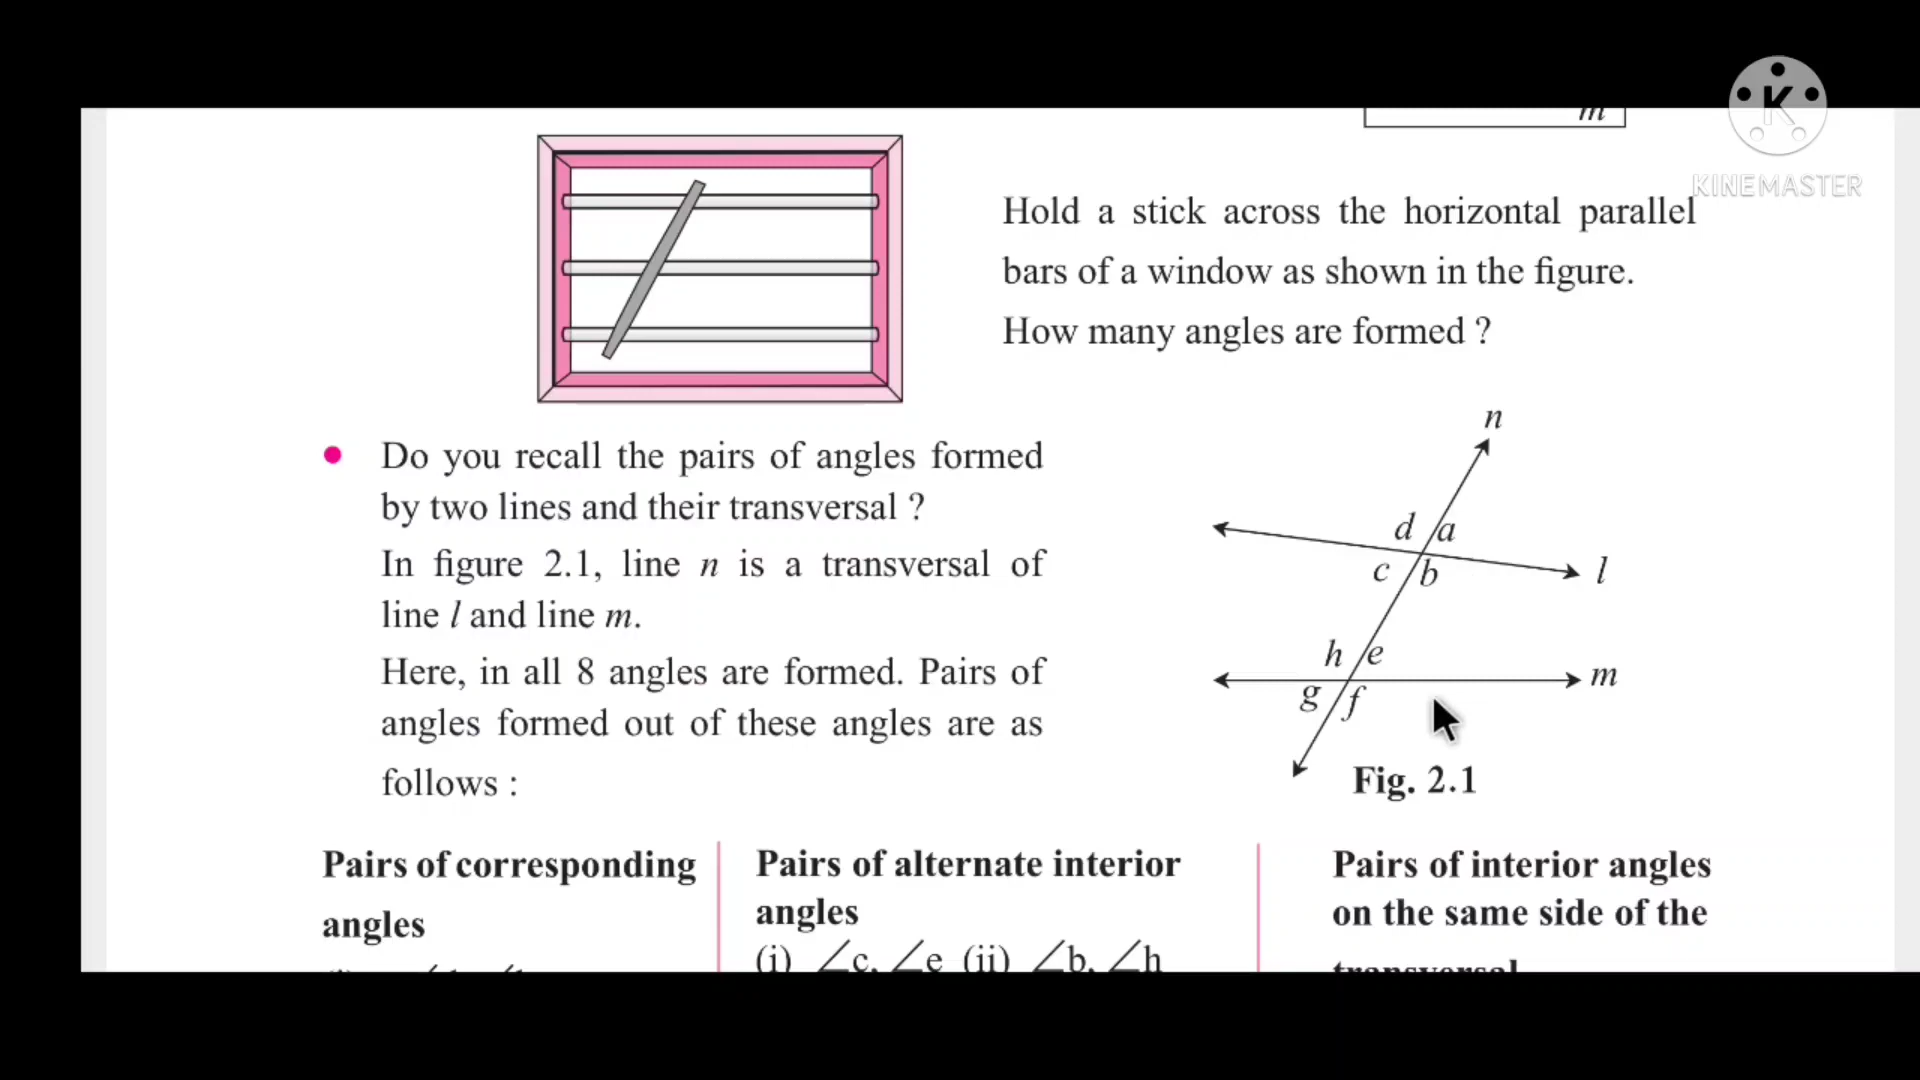 m
KINEMASTER
Hold a stick across the horizontal parallel
bars of a window as shown in the figure.
How many angles are formed ?
Do you recall the pairs of angles formed
by two lines and their transversal ?
In figure 2.1, line n is a transversal of
line l and line m.
Here, in all 8 angles are formed. Pairs of
angles formed out of these angles are as
follows :
n
d a
c b
l
h e
m
g f
Fig. 2.1
Pairs of corresponding
angles
Pairs of alternate interior
angles
(i) ∠c, ∠e (ii) ∠b, ∠h
Pairs of interior angles
on the same side of the
transversal